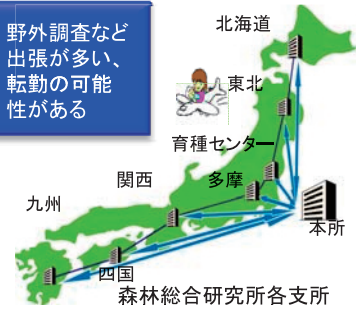 野外調査など
出張が多い、
転勤の可能
性がある
北海道
東北
育種センター
関西
多摩
九州
本所
四国
森林総合研究所各支所